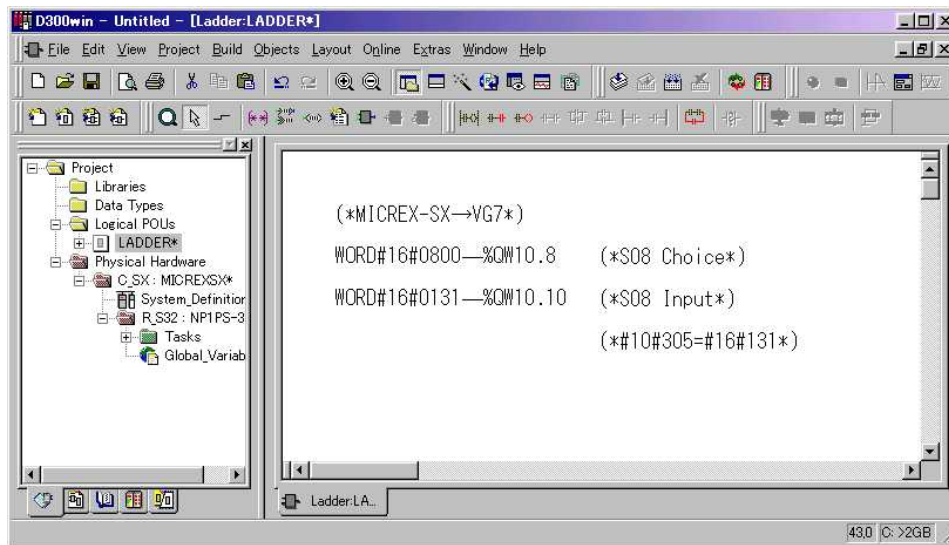 D300win - Untitled - [Ladder:LADDER*]
File Edit View Project Build Objects Layout Online Extras Window Help
Project
Libraries
Data Types
Logical POUs
LADDER*
Physical Hardware
C_SX : MICREXSX*
System_Definition
R_S32 : NP1PS-3
Tasks
Global_Variab
(*MICREX-SX→VG7*)
WORD#16#0800—%QW10.8 (*S08 Choice*)
WORD#16#0131—%QW10.10 (*S08 Input*)
(*#10#305=#16#131*)
Ladder:LA...
43,0 C: >2GB